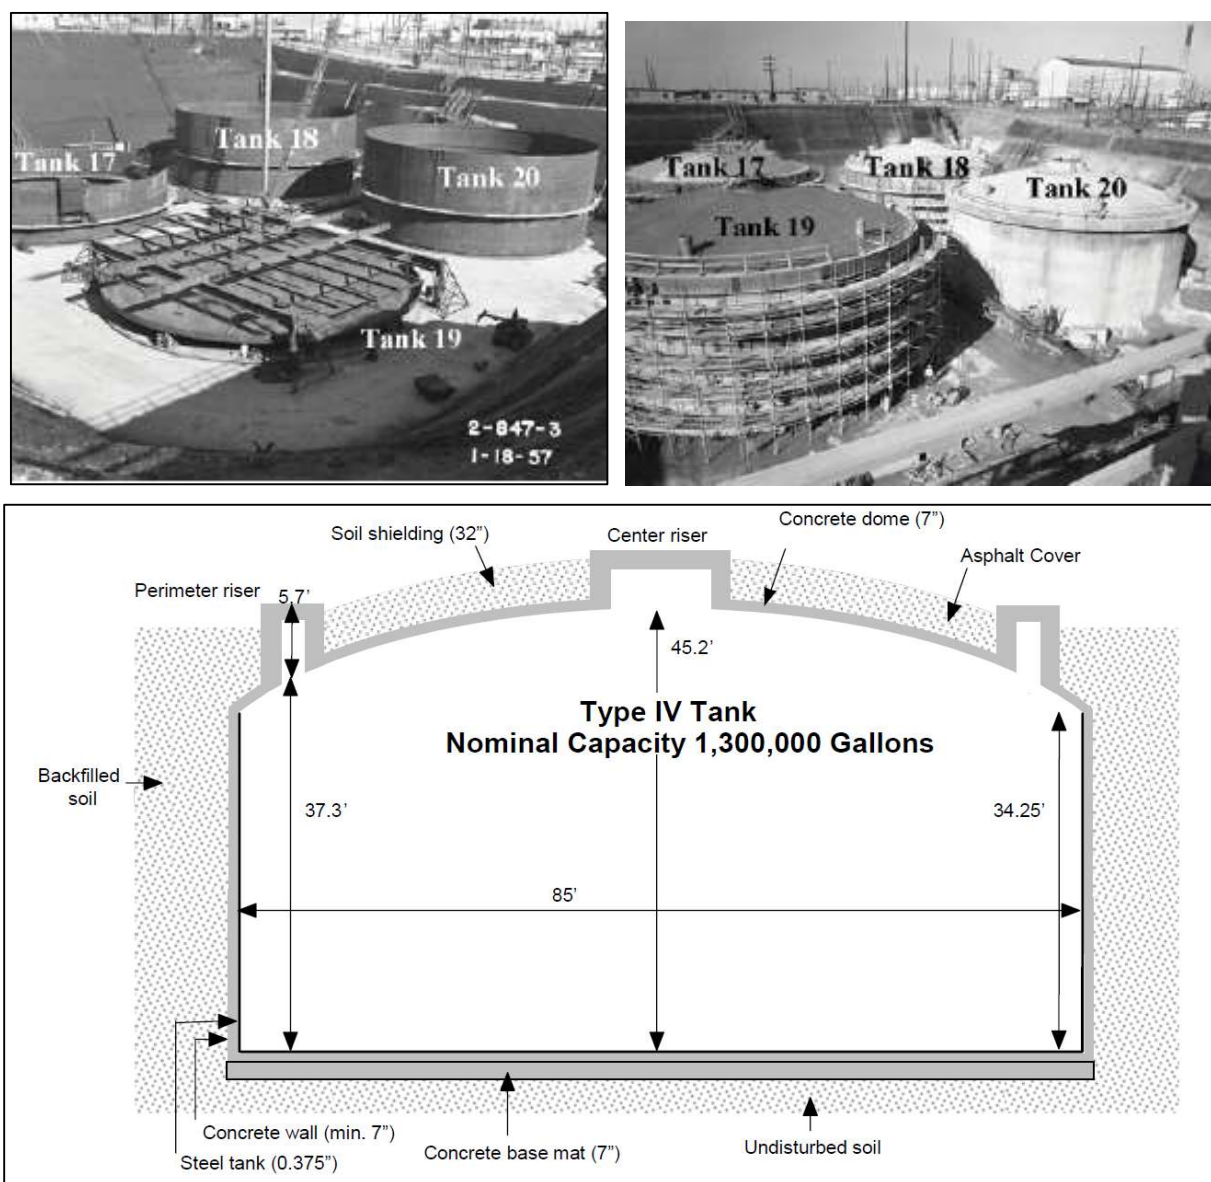 Tank 17
Tank 18
Tank 20
Tank 19
2-847-3
1-18-57
Tank 17
Tank 18
Tank 20
Tank 19
Soil shielding (32”)
Center riser
Concrete dome (7”)
Asphalt Cover
Perimeter riser
5.7’
45.2’
Type IV Tank
Nominal Capacity 1,300,000 Gallons
Backfilled
soil
37.3’
34.25’
85’
Concrete wall (min. 7”)
Steel tank (0.375”)
Concrete base mat (7”)
Undisturbed soil